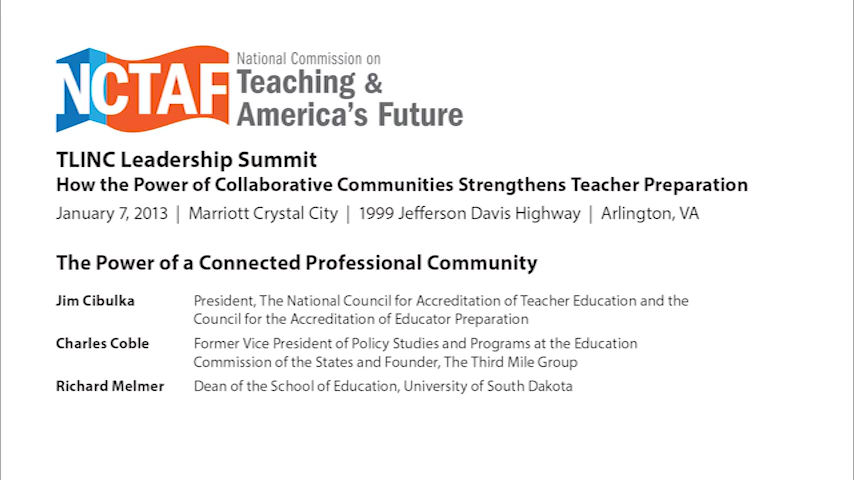 NCTAF
National Commission on
Teaching &
America's Future
TLINC Leadership Summit
How the Power of Collaborative Communities Strengthens Teacher Preparation
January 7, 2013 | Marriott Crystal City | 1999 Jefferson Davis Highway | Arlington, VA
The Power of a Connected Professional Community
Jim Cibulka President, The National Council for Accreditation of Teacher Education and the
Council for the Accreditation of Educator Preparation
Charles Coble Former Vice President of Policy Studies and Programs at the Education
Commission of the States and Founder, The Third Mile Group
Richard Melmer Dean of the School of Education, University of South Dakota